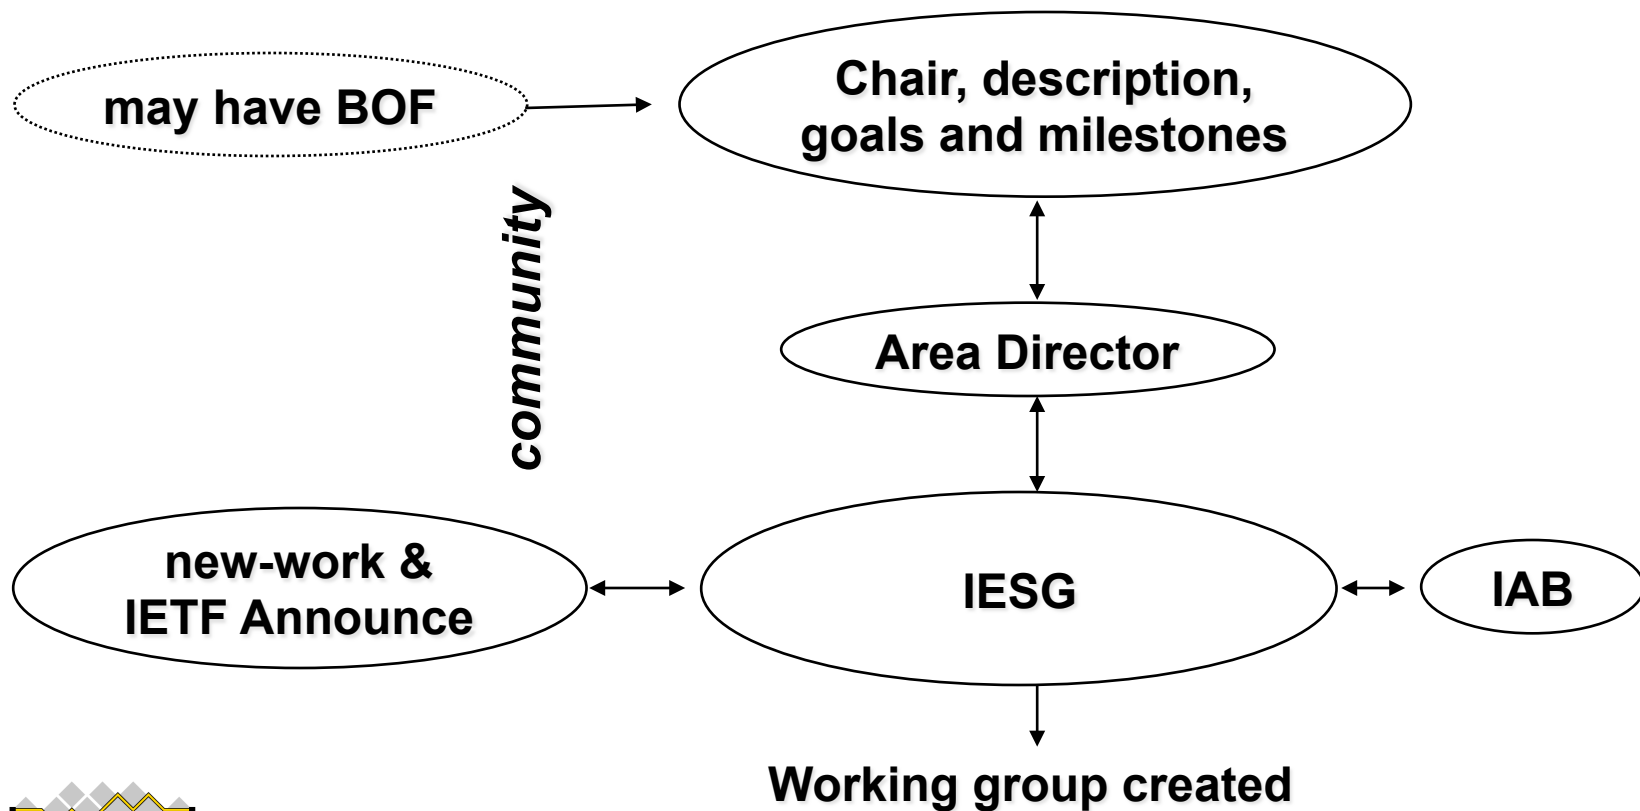 may have BOF
Chair, description,
goals and milestones
community
Area Director
new-work &
IETF Announce
IESG
IAB
Working group created